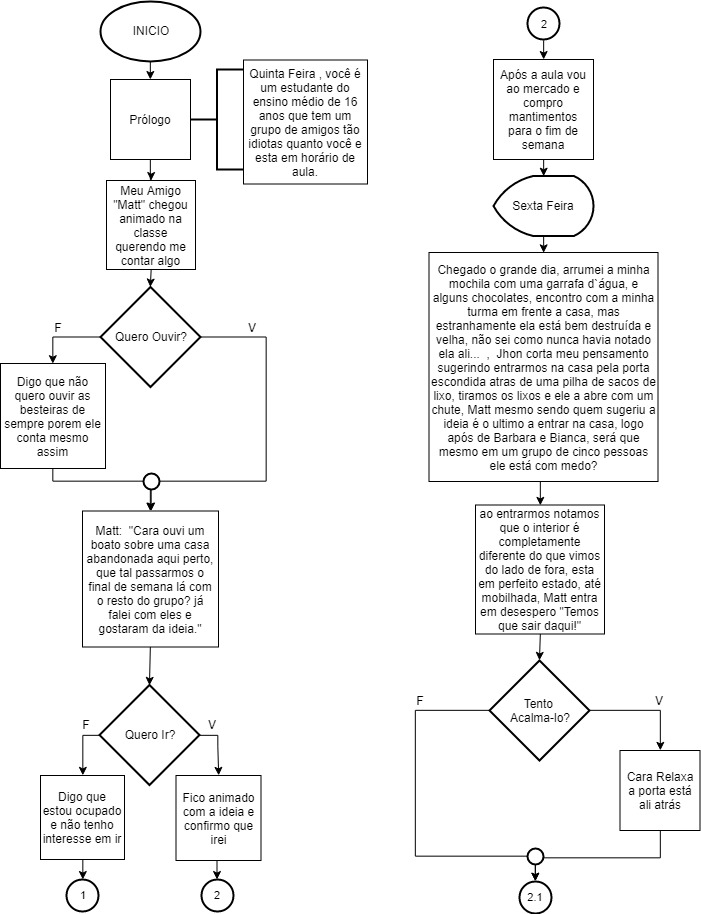 INICIO
Prólogo
Quinta Feira , você é
um estudante do
ensino médio de 16
anos que tem um
grupo de amigos tão
idiotas quanto você e
esta em horário de
aula.
Meu Amigo
"Matt" chegou
animado na
classe
querendo me
contar algo
Quero Ouvir?
F
V
Digo que não
quero ouvir as
besteiras de
sempre porem ele
conta mesmo
assim
Matt:  "Cara ouvi um
boato sobre uma casa
abandonada aqui perto,
que tal passarmos o
final de semana lá com
o resto do grupo? já
falei com eles e
gostaram da ideia."
Quero Ir?
F
V
Digo que
estou ocupado
e não tenho
interesse em ir
Fico animado
com a ideia e
confirmo que
irei
1
2
2
Após a aula vou
ao mercado e
compro
mantimentos
para o fim de
semana
Sexta Feira
Chegado o grande dia, arrumei a minha
mochila com uma garrafa d`água, e
alguns chocolates, encontro com a minha
turma em frente a casa, mas
estranhamente ela está bem destruída e
velha, não sei como nunca havia notado
ela ali...  ,  Jhon corta meu pensamento
sugerindo entrarmos na casa pela porta
escondida atras de uma pilha de sacos de
lixo, tiramos os lixos e ele a abre com um
chute, Matt mesmo sendo quem sugeriu a
ideia é o ultimo a entrar na casa, logo
após de Barbara e Bianca, será que
mesmo em um grupo de cinco pessoas
ele está com medo?
ao entrarmos notamos
que o interior é
completamente
diferente do que vimos
do lado de fora, esta
em perfeito estado, até
mobilhada, Matt entra
em desespero "Temos
que sair daqui!"
Tento
Acalma-lo?
F
V
Cara Relaxa
a porta está
ali atrás
2.1